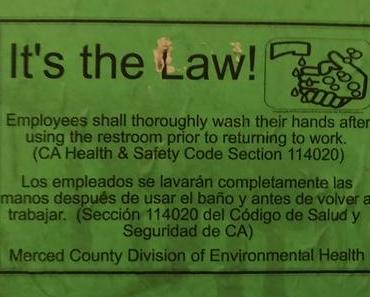 It's the Law!
Employees shall thoroughly wash their hands after
using the restroom prior to returning to work.
(CA Health & Safety Code Section 114020)
Los empleados se lavarán completamente las
manos después de usar el baño y antes de volver a
trabajar. (Sección 114020 del Código de Salud y
Seguridad de CA)
Merced County Division of Environmental Health